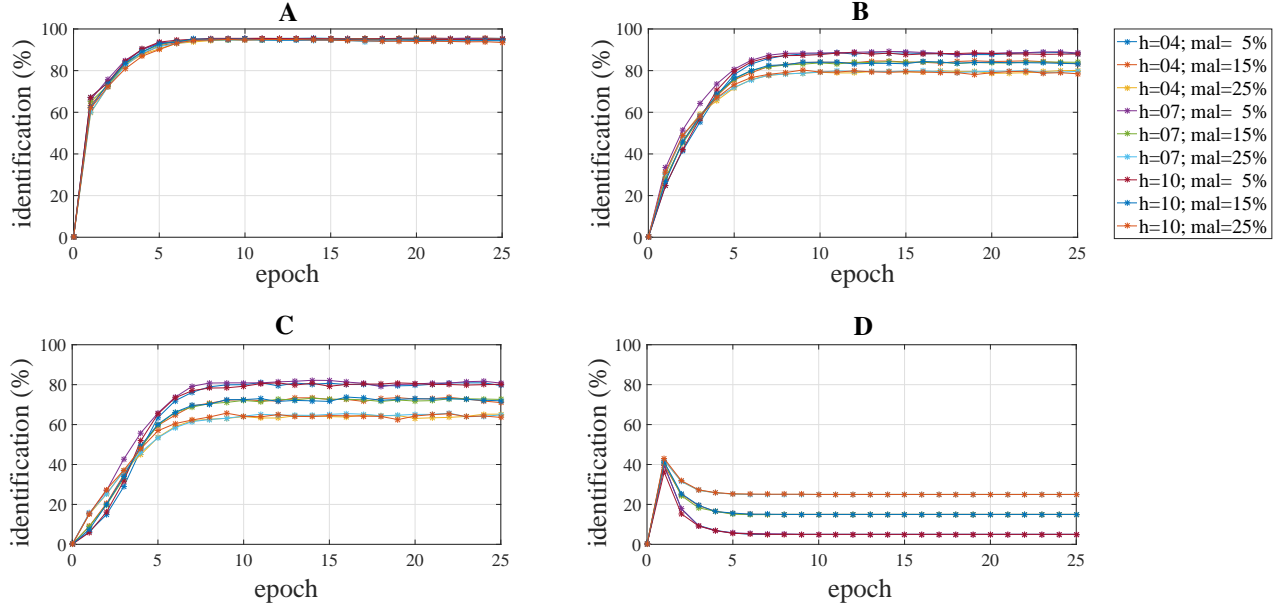 A
identification (%)
100
80
60
40
20
0
0 5 10 15 20 25
epoch
B
identification (%)
100
80
60
40
20
0
0 5 10 15 20 25
epoch
h=04; mal= 5%
h=04; mal=15%
h=04; mal=25%
h=07; mal= 5%
h=07; mal=15%
h=07; mal=25%
h=10; mal= 5%
h=10; mal=15%
h=10; mal=25%
C
identification (%)
100
80
60
40
20
0
0 5 10 15 20 25
epoch
D
identification (%)
100
80
60
40
20
0
0 5 10 15 20 25
epoch